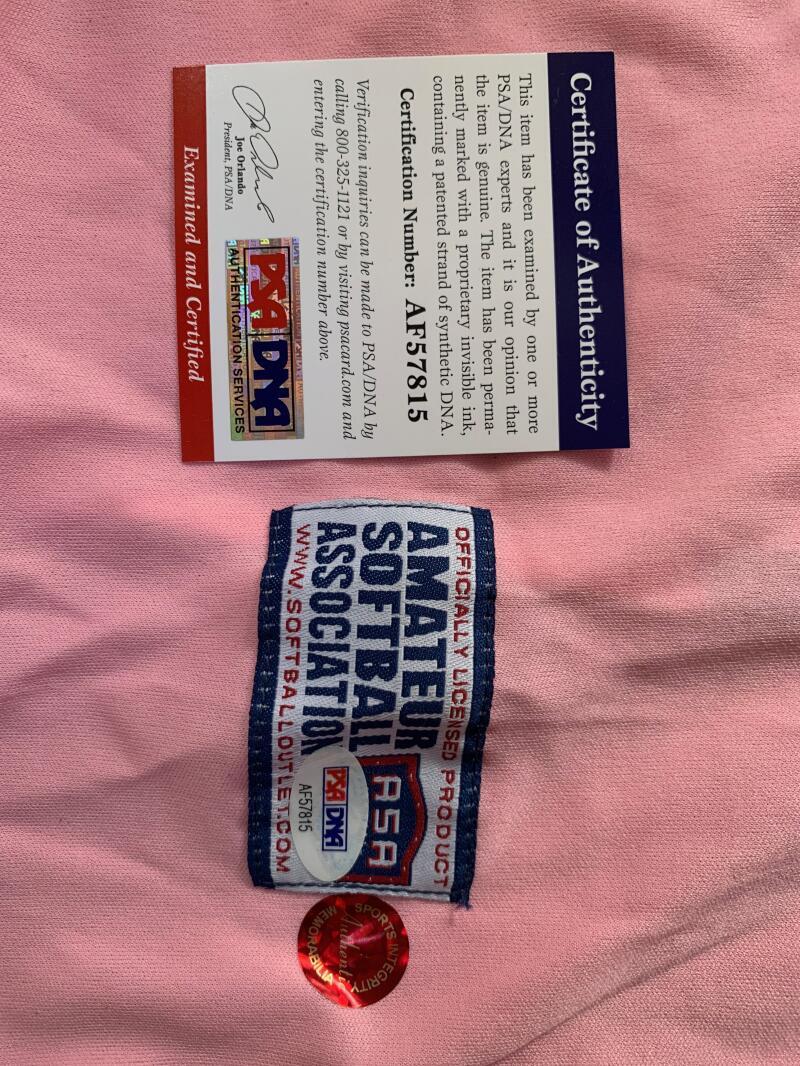 Certificate of Authenticity
This item has been examined by one or more
PSA/DNA experts and it is our opinion that
the item is genuine. The item has been perma-
nently marked with a proprietary invisible ink,
containing a patented strand of synthetic DNA.
Certification Number: AF57815
Verification inquiries can be made to PSA/DNA by
calling 800-325-1121 or by visiting psacard.com and
entering the certification number above.
Joe Orlando
President, PSA/DNA
PSA DNA
AUTHENTICATION SERVICES
Examined and Certified
OFFICIALLY LICENSED PRODUCT
AMATEUR
SOFTBALL
ASSOCIATION
WWW.SOFTBALLOUTLET.COM
ASA
PSA DNA
AF57815
SPORTS INTEGRITY
Authentic
MEMORABILIA